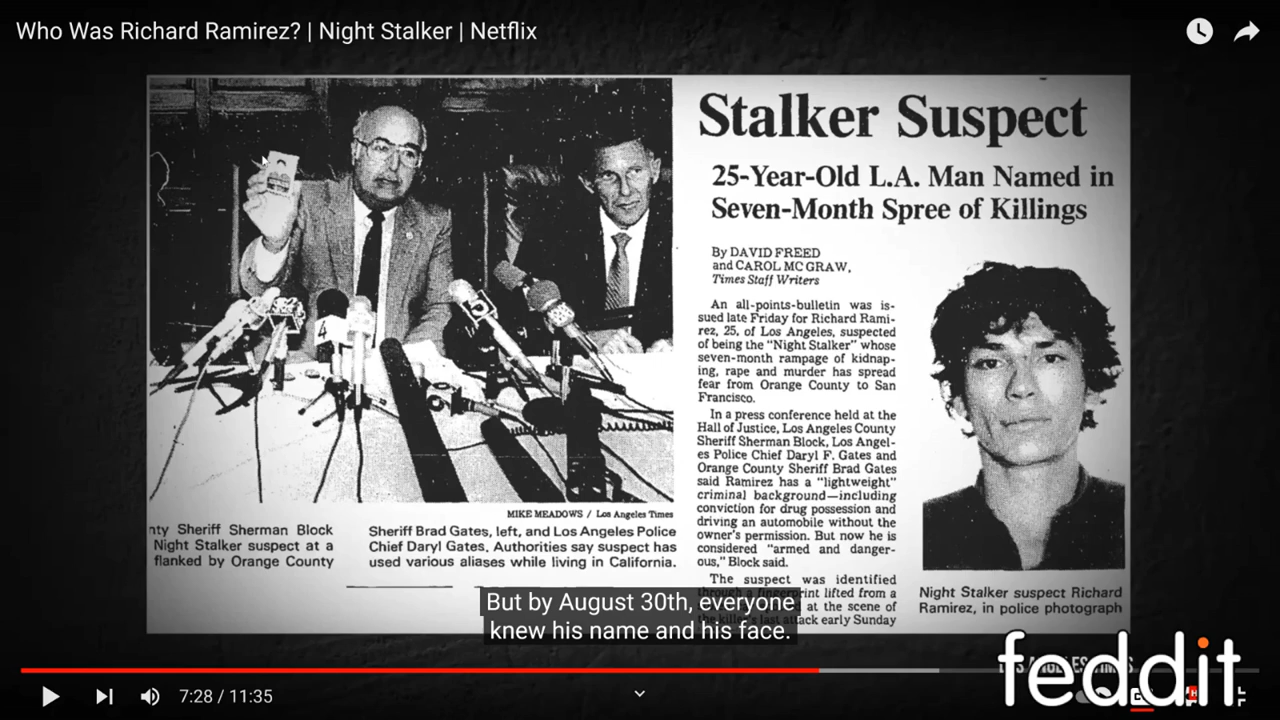 Who Was Richard Ramirez? | Night Stalker | Netflix
Stalker Suspect
25-Year-Old L.A. Man Named in
Seven-Month Spree of Killings
By DAVID FREED
and CAROL MC GRAW,
Times Staff Writers
An all-points-bulletin was is-
sued late Friday for Richard Rami-
rez, 25, of Los Angeles, suspected
of being the "Night Stalker" whose
seven-month rampage of kidnap-
ing, rape and murder has spread
fear from Orange County to San
Francisco.
In a press conference held at the
Hall of Justice, Los Angeles County
Sheriff Sherman Block, Los Angel-
es Police Chief Daryl F. Gates and
Orange County Sheriff Brad Gates
said Ramirez has a "lightweight"
criminal background—including
conviction for drug possession and
driving an automobile without the
owner's permission. But now he is
considered "armed and danger-
ous," Block said.
The suspect was identified
through a fingerprint lifted from a
at the scene of
the killer's last attack early Sunday
4
MIKE MEADOWS / Los Angeles Times
nty Sheriff Sherman Block
Night Stalker suspect at a
flanked by Orange County
Sheriff Brad Gates, left, and Los Angeles Police
Chief Daryl Gates. Authorities say suspect has
used various aliases while living in California.
Night Stalker suspect Richard
Ramirez, in police photograph
But by August 30th, everyone
knew his name and his face.
7:28 / 11:35
feddit